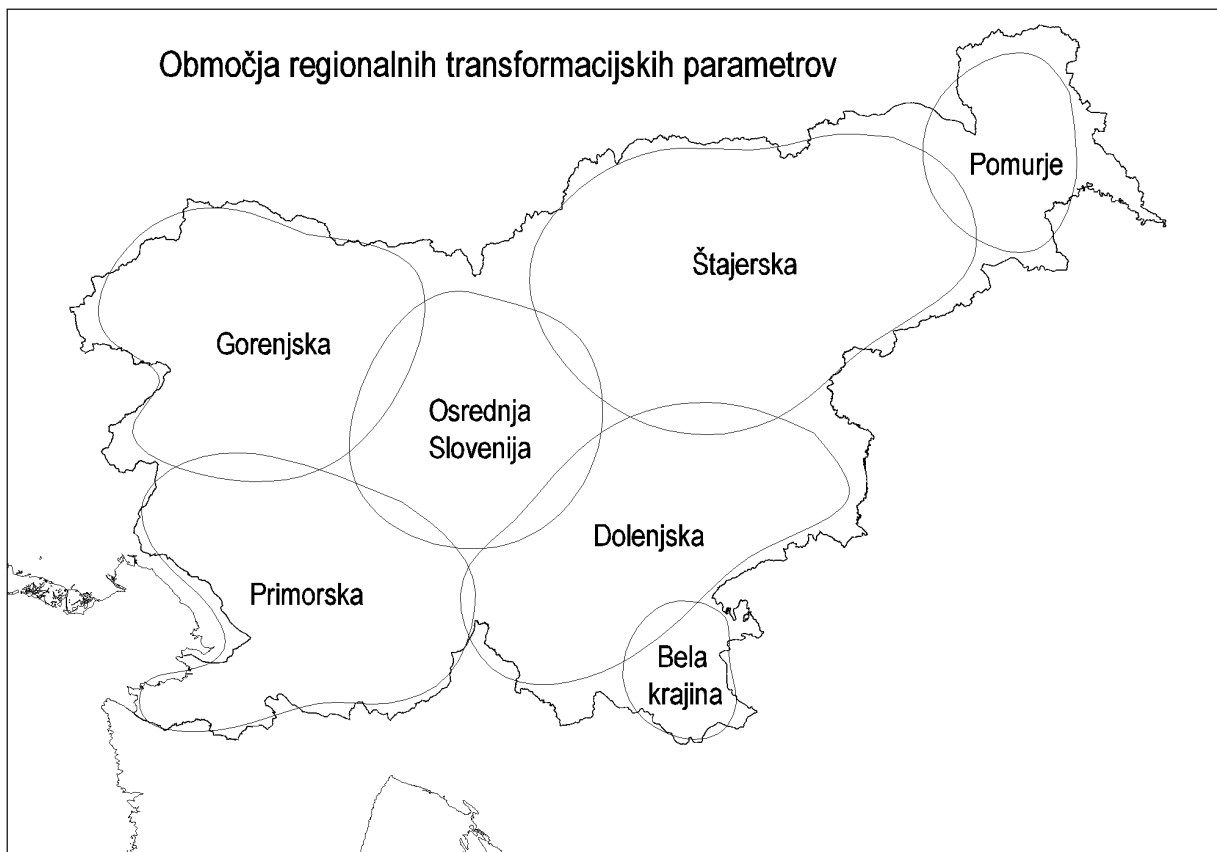 Območja regionalnih transformacijskih parametrov
Pomurje
Štajerska
Gorenjska
Osrednja
Slovenija
Dolenjska
Primorska
Bela
krajina